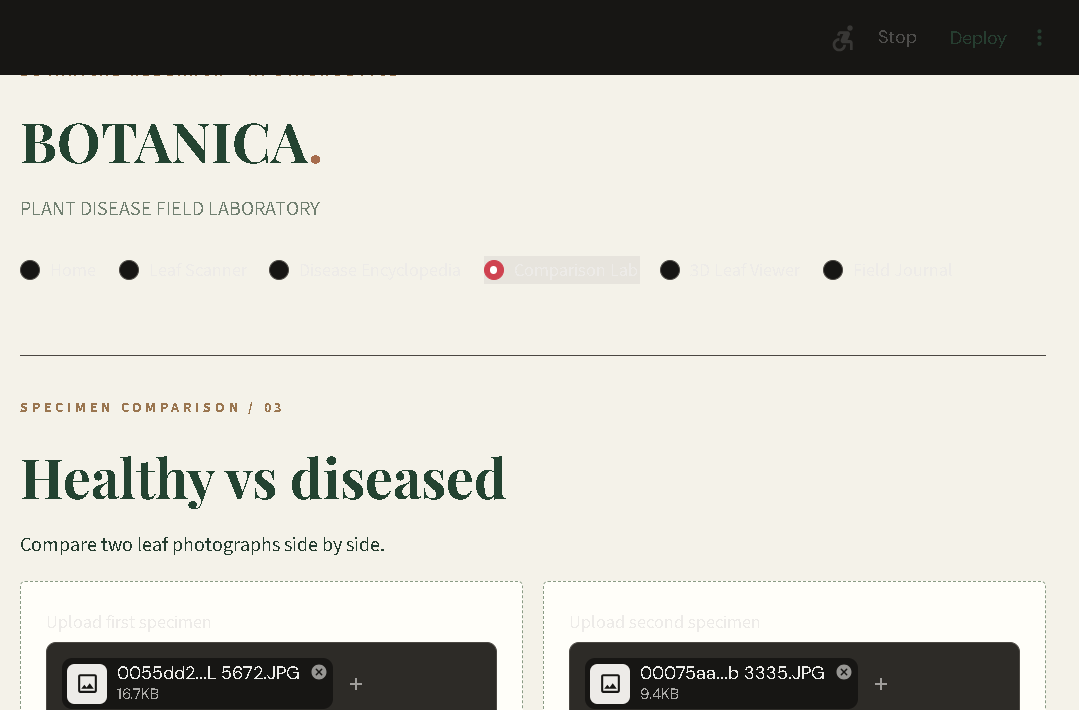 Stop Deploy
BOTANICA.
PLANT DISEASE FIELD LABORATORY
Home Leaf Scanner Disease Encyclopedia Comparison Lab 3D Leaf Viewer Field Journal
SPECIMEN COMPARISON / 03
Healthy vs diseased
Compare two leaf photographs side by side.
Upload first specimen Upload second specimen
0055dd2...L 5672.JPG 00075aa...b 3335.JPG
16.7KB 9.4KB